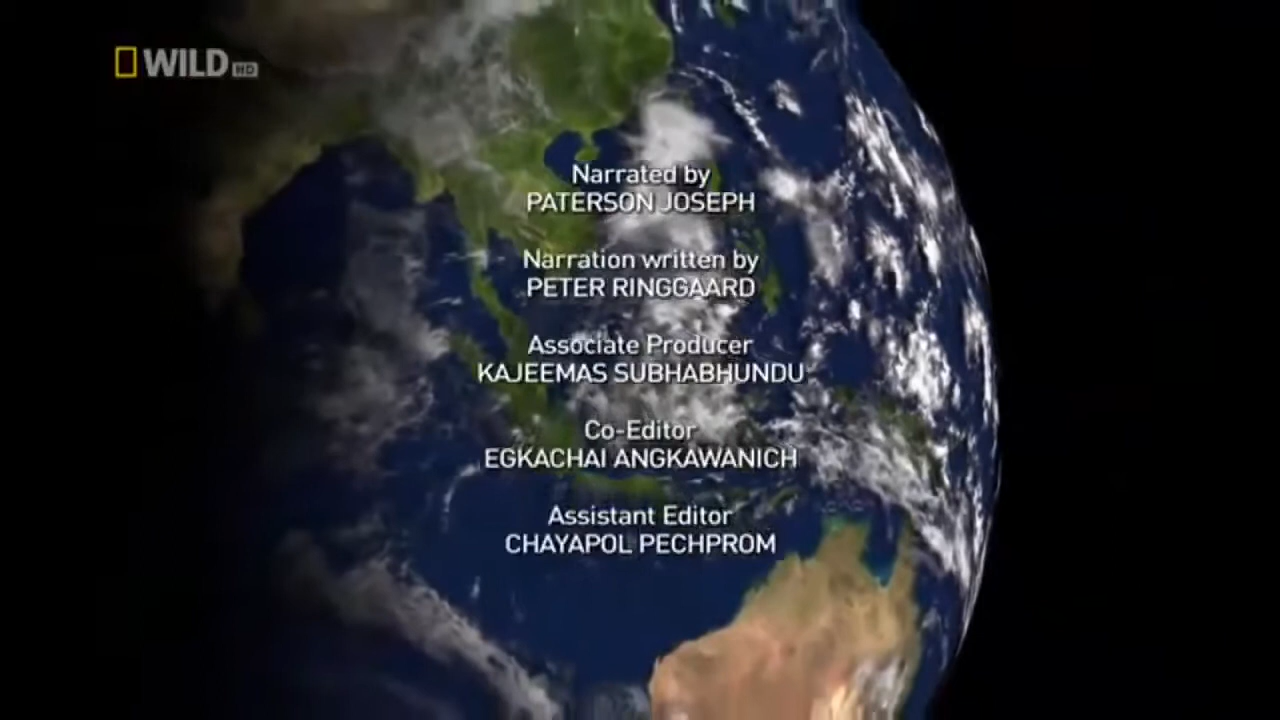 WILD HD
Narrated by
PATERSON JOSEPH
Narration written by
PETER RINGGAARD
Associate Producer
KAJEEMAS SUBHABHUNDU
Co-Editor
EGKACHAI ANGKAWANICH
Assistant Editor
CHAYAPOL PECHPROM